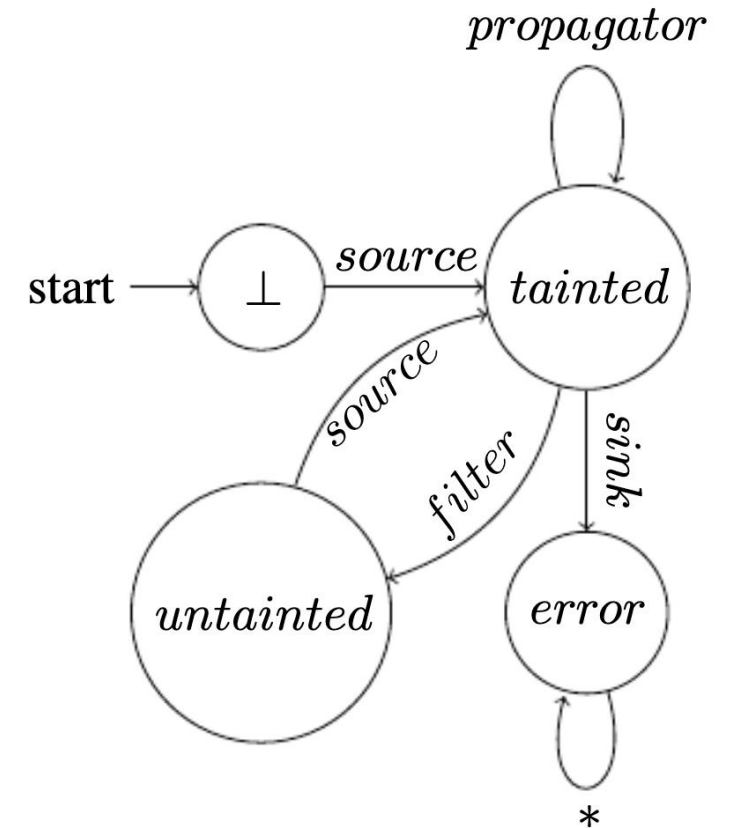 propagator
start
⊥
source
tainted
source
filter
sink
untainted
error
*